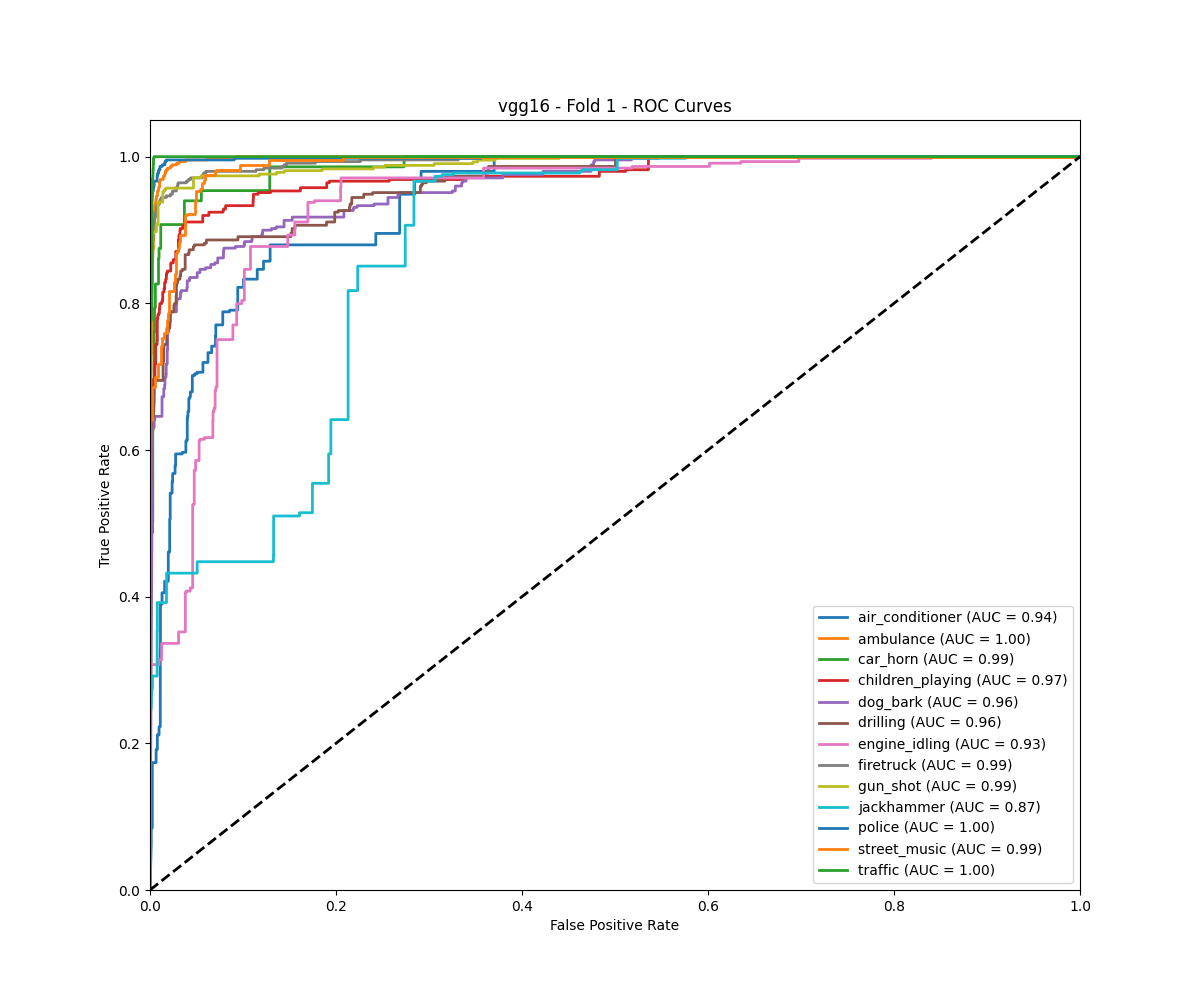 vgg16 - Fold 1 - ROC Curves
True Positive Rate
1.0
0.8
0.6
0.4
0.2
0.0
0.0 0.2 0.4 0.6 0.8 1.0
False Positive Rate
air_conditioner (AUC = 0.94)
ambulance (AUC = 1.00)
car_horn (AUC = 0.99)
children_playing (AUC = 0.97)
dog_bark (AUC = 0.96)
drilling (AUC = 0.96)
engine_idling (AUC = 0.93)
firetruck (AUC = 0.99)
gun_shot (AUC = 0.99)
jackhammer (AUC = 0.87)
police (AUC = 1.00)
street_music (AUC = 0.99)
traffic (AUC = 1.00)